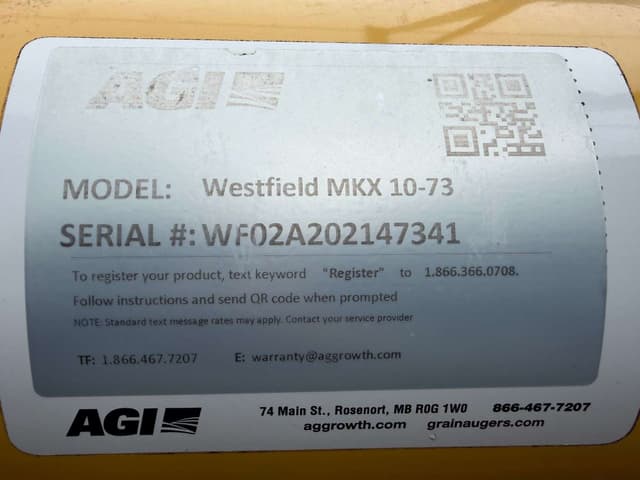 AGI
MODEL: Westfield MKX 10-73
SERIAL #: WF02A202147341
To register your product, text keyword "Register" to 1.866.366.0708.
Follow instructions and send QR code when prompted
NOTE: Standard text message rates may apply. Contact your service provider
TF: 1.866.467.7207 E: warranty@aggrowth.com
AGI 74 Main St., Rosenort, MB R0G 1W0 866-467-7207
aggrowth.com grainaugers.com